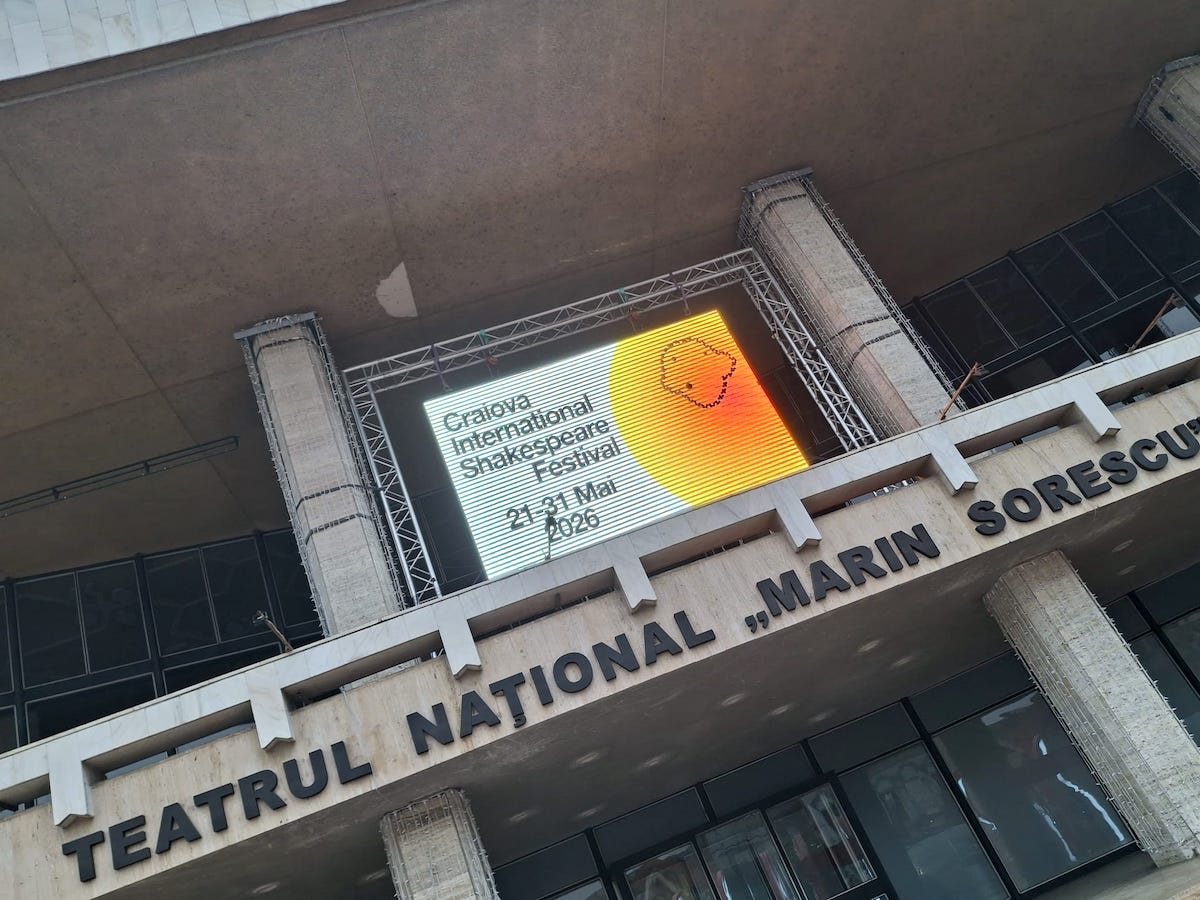 Craiova
International
Shakespeare
Festival
21-31 Mai
2026
TEATRUL NAȚIONAL „MARIN SORESCU”